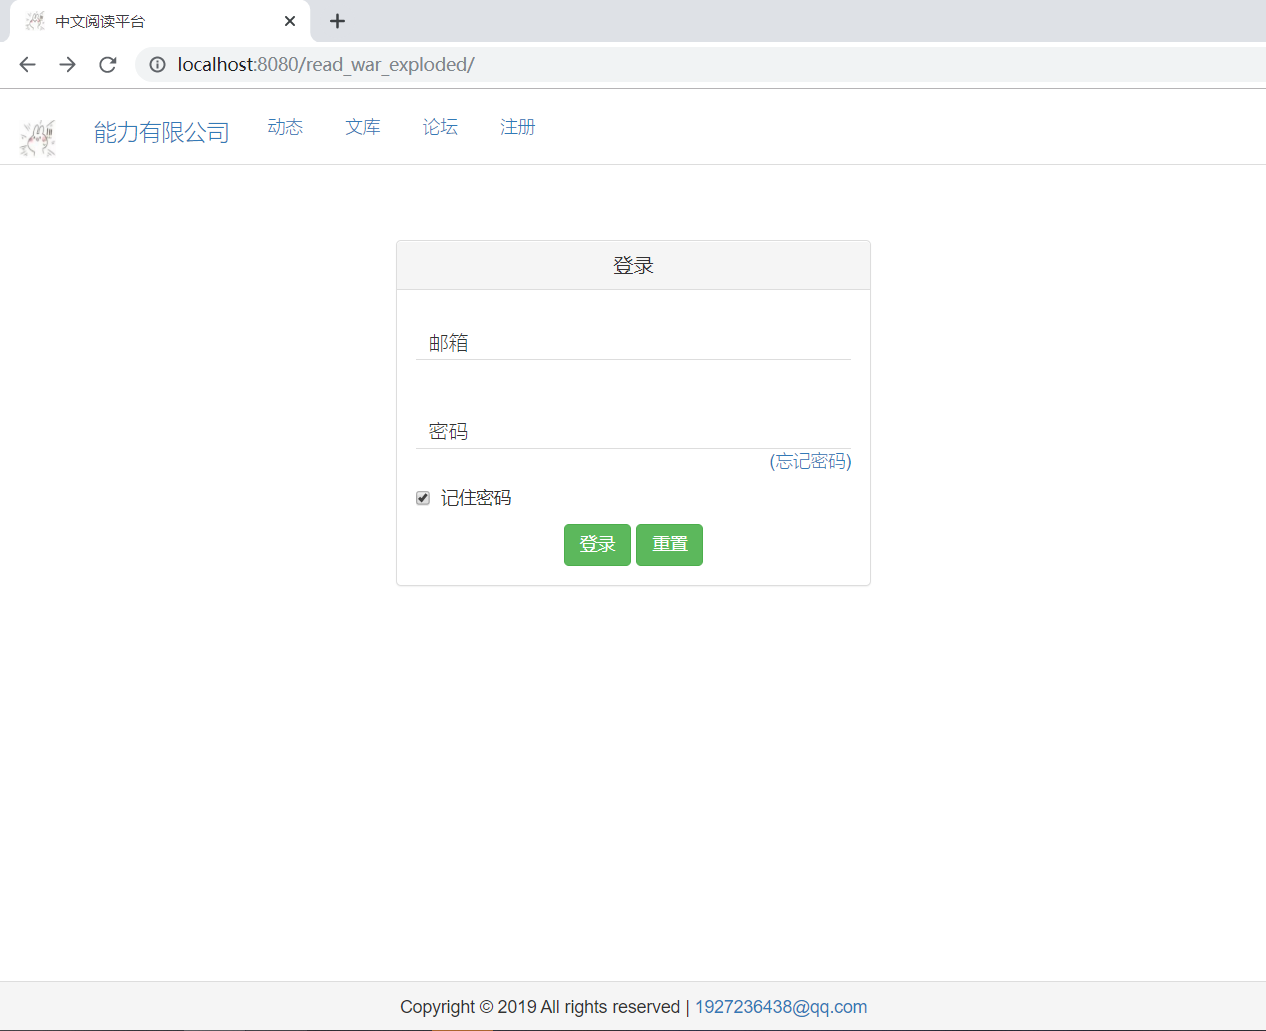 中文阅读平台
localhost:8080/read_war_exploded/
能力有限公司 动态 文库 论坛 注册
登录
邮箱
密码
(忘记密码)
记住密码
登录 重置
Copyright © 2019 All rights reserved | 1927236438@qq.com